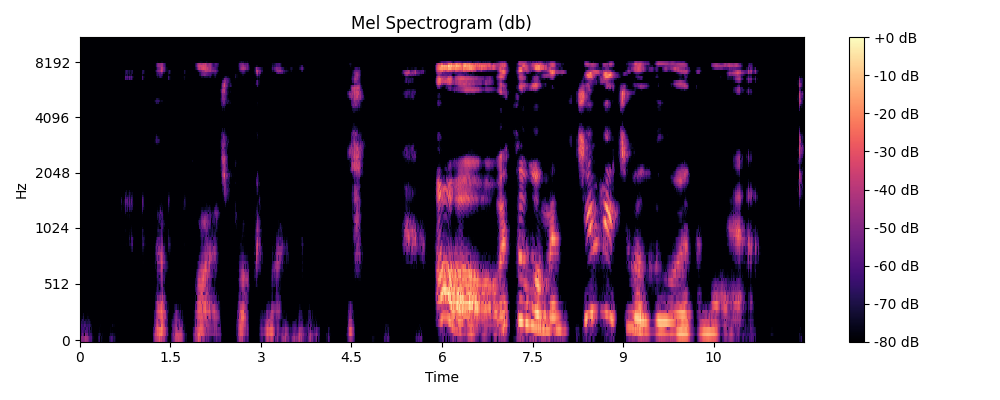 Mel Spectrogram (db)
Hz
8192
4096
2048
1024
512
0
0 1.5 3 4.5 6 7.5 9 10
Time
+0 dB
-10 dB
-20 dB
-30 dB
-40 dB
-50 dB
-60 dB
-70 dB
-80 dB